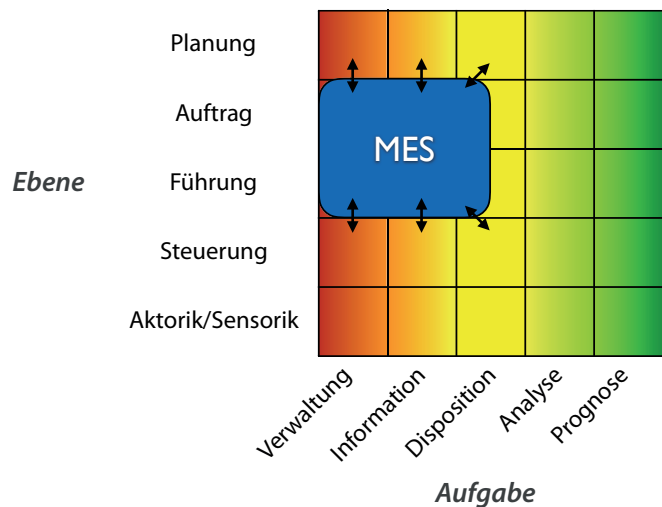 Planung
Auftrag
MES
Ebene
Führung
Steuerung
Aktorik/Sensorik
Verwaltung
Information
Disposition
Analyse
Prognose
Aufgabe